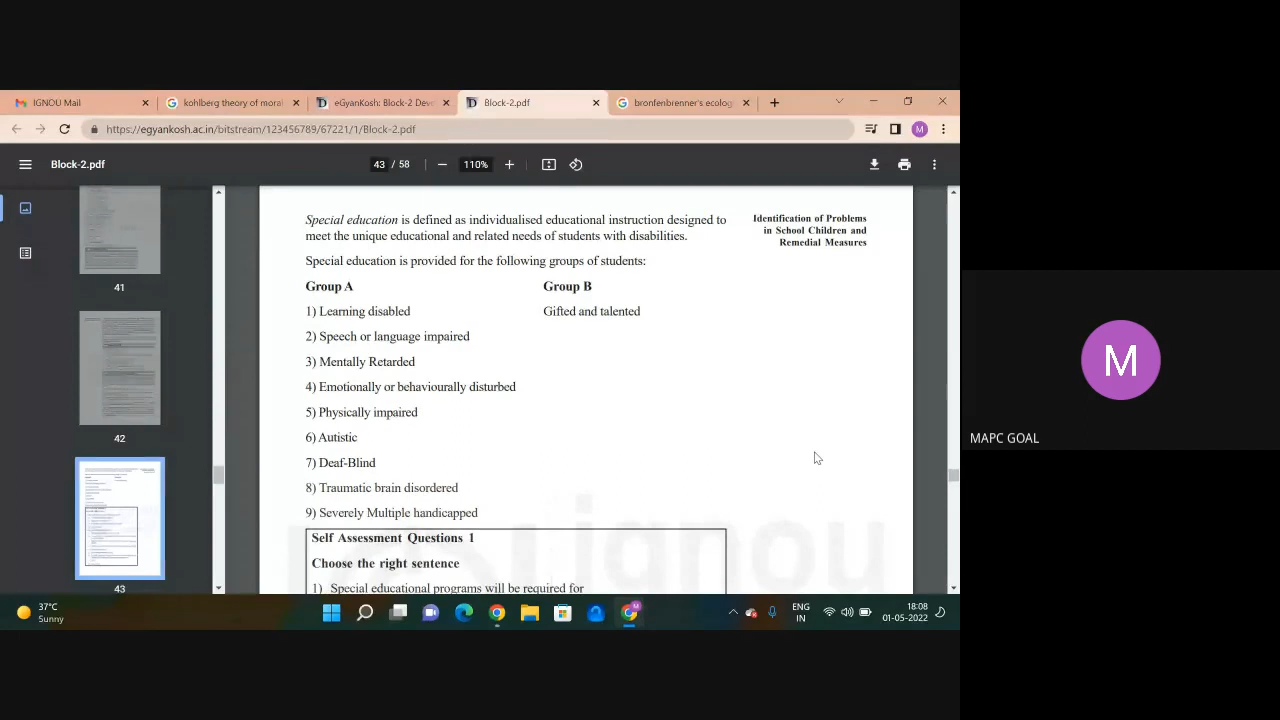 IGNOU Mail
kohlberg theory of moral
eGyanKosh: Block-2 Deve
Block-2.pdf
bronfenbrenner's ecolog
https://egyankosh.ac.in/bitstream/123456789/67221/1/Block-2.pdf
M
Block-2.pdf
43 / 58
110%
41
42
43
Special education is defined as individualised educational instruction designed to
meet the unique educational and related needs of students with disabilities.
Identification of Problems
in School Children and
Remedial Measures
Special education is provided for the following groups of students:
Group A
Group B
1) Learning disabled
Gifted and talented
2) Speech or language impaired
3) Mentally Retarded
4) Emotionally or behaviourally disturbed
5) Physically impaired
6) Autistic
7) Deaf-Blind
8) Traumatic brain disordered
9) Severely Multiple handicapped
Self Assessment Questions 1
Choose the right sentence
1) Special educational programs will be required for
ignou
M
MAPC GOAL
37°C
Sunny
ENG
IN
18:08
01-05-2022